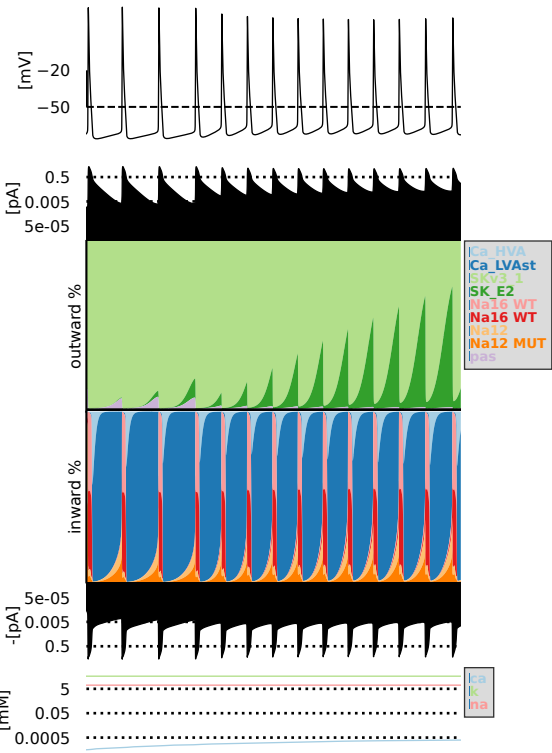 [mV]
−20
−50
[pA]
0.5
0.005
5e-05
outward %
Ca_HVA
Ca_LVAst
SKv3_1
SK_E2
Na16 WT
Na16 WT
Na12
Na12 MUT
pas
inward %
-[pA]
5e-05
0.005
0.5
[mM]
5
0.05
0.0005
ca
k
na